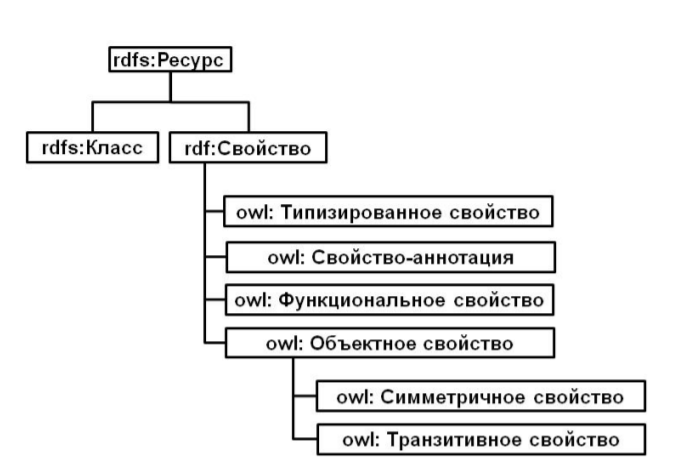 rdfs:Ресурс
rdfs:Класс rdf:Свойство
owl: Типизированное свойство
owl: Свойство-аннотация
owl: Функциональное свойство
owl: Объектное свойство
owl: Симметричное свойство
owl: Транзитивное свойство